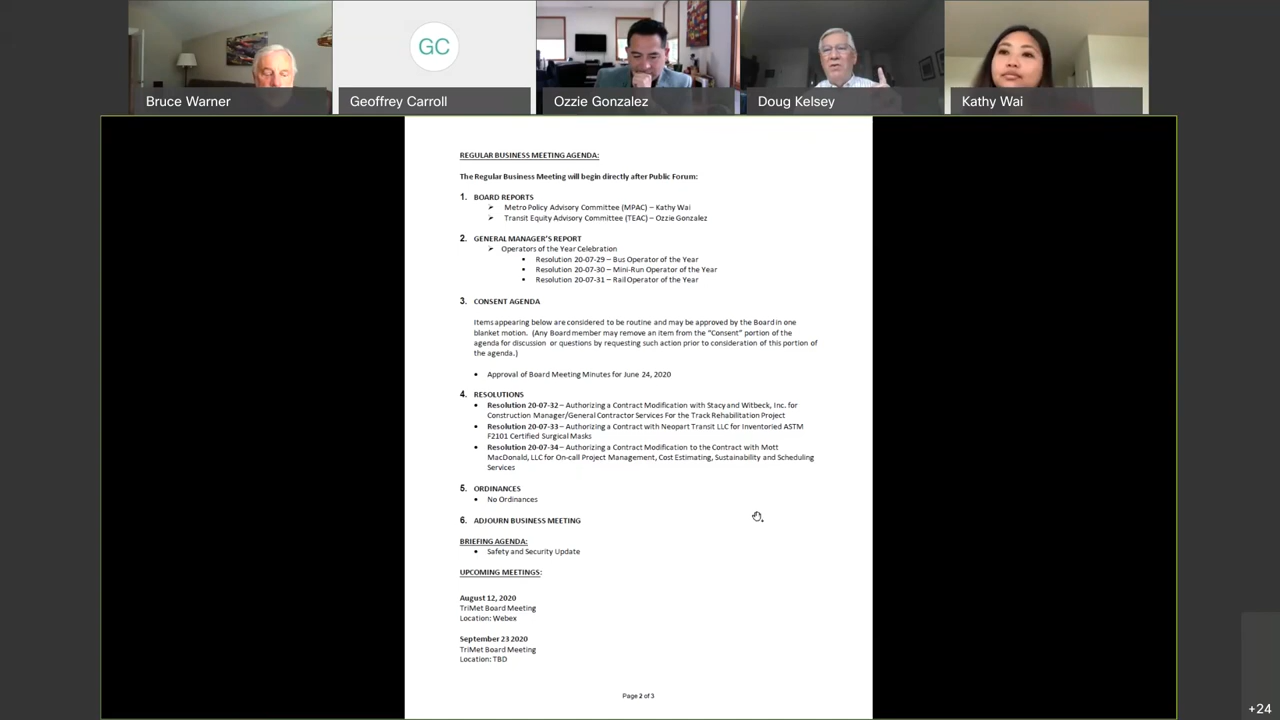 GC
Bruce Warner
Geoffrey Carroll
Ozzie Gonzalez
Doug Kelsey
Kathy Wai
REGULAR BUSINESS MEETING AGENDA:
The Regular Business Meeting will begin directly after Public Forum:
1. BOARD REPORTS
➢ Metro Policy Advisory Committee (MPAC) – Kathy Wai
➢ Transit Equity Advisory Committee (TEAC) – Ozzie Gonzalez
2. GENERAL MANAGER'S REPORT
➢ Operators of the Year Celebration
• Resolution 20-07-29 – Bus Operator of the Year
• Resolution 20-07-30 – Mini-Run Operator of the Year
• Resolution 20-07-31 – Rail Operator of the Year
3. CONSENT AGENDA
Items appearing below are considered to be routine and may be approved by the Board in one
blanket motion. (Any Board member may remove an item from the "Consent" portion of the
agenda for discussion or questions by requesting such action prior to consideration of this portion of
the agenda.)
• Approval of Board Meeting Minutes for June 24, 2020
4. RESOLUTIONS
• Resolution 20-07-32 – Authorizing a Contract Modification with Stacy and Witbeck, Inc. for
Construction Manager/General Contractor Services For the Track Rehabilitation Project
• Resolution 20-07-33 – Authorizing a Contract with Neopart Transit LLC for Inventoried ASTM
F2101 Certified Surgical Masks
• Resolution 20-07-34 – Authorizing a Contract Modification to the Contract with Mott
MacDonald, LLC for On-call Project Management, Cost Estimating, Sustainability and Scheduling
Services
5. ORDINANCES
• No Ordinances
6. ADJOURN BUSINESS MEETING
BRIEFING AGENDA:
• Safety and Security Update
UPCOMING MEETINGS:
August 12, 2020
TriMet Board Meeting
Location: Webex
September 23 2020
TriMet Board Meeting
Location: TBD
Page 2 of 3
+24